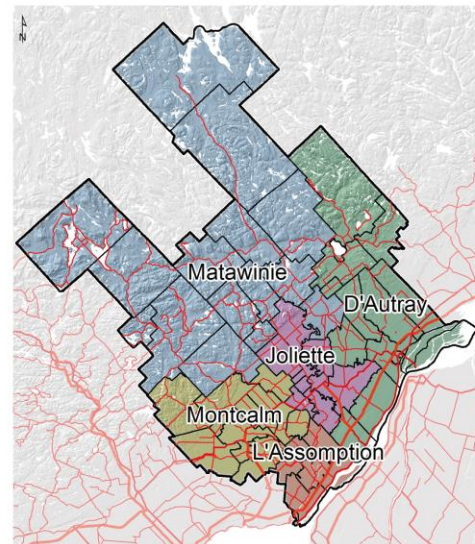 Matawinie
D'Autray
Joliette
Montcalm
L'Assomption